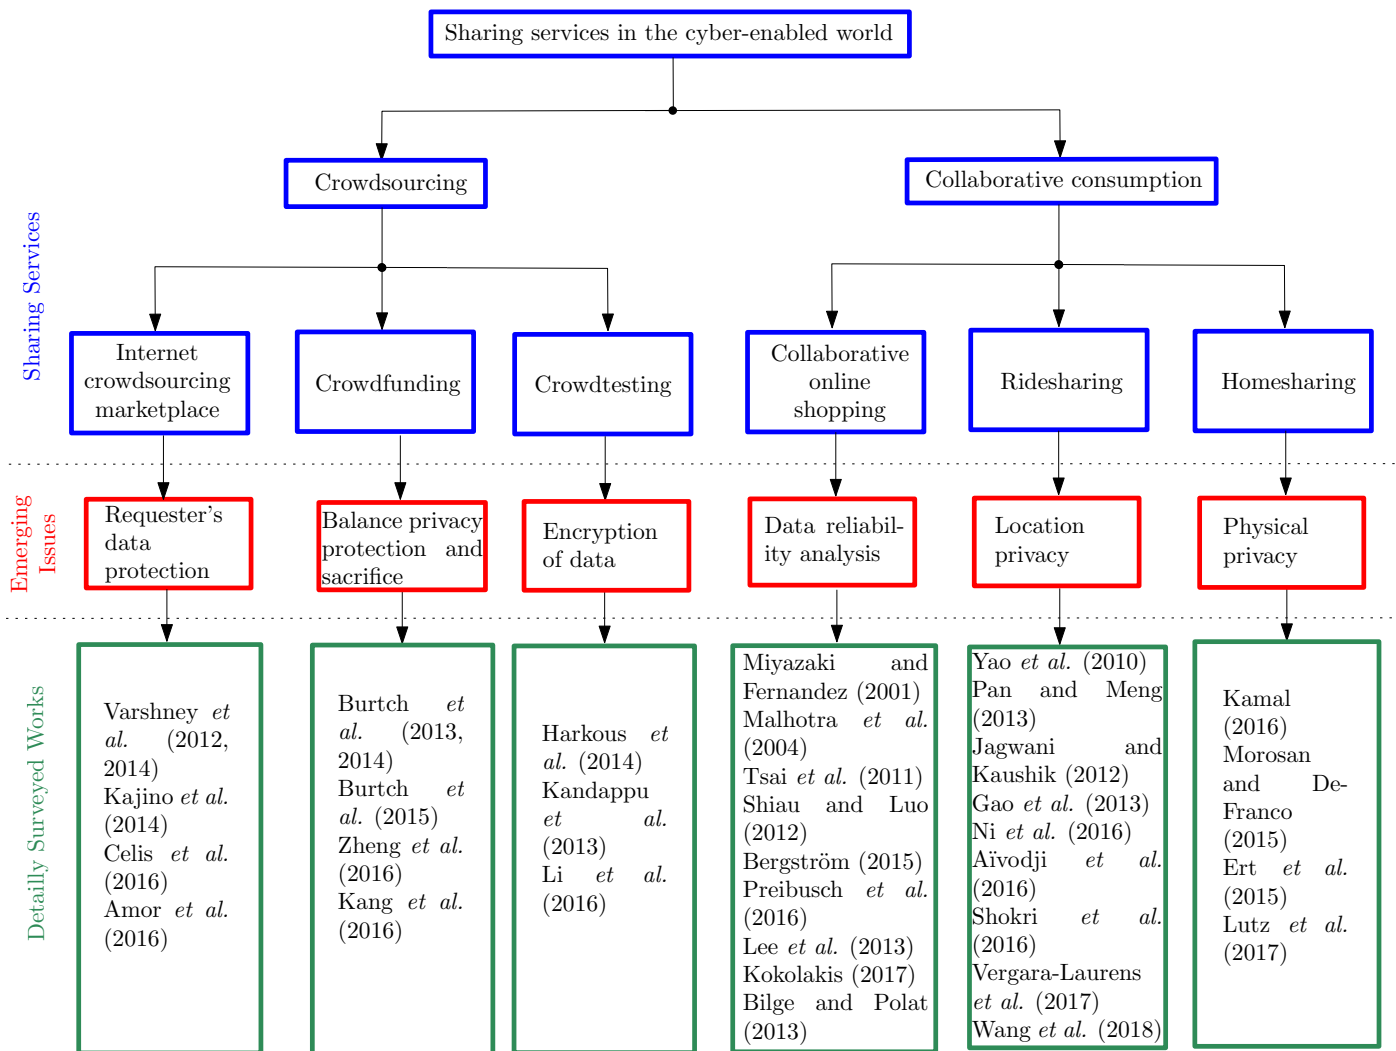 Sharing services in the cyber-enabled world
Crowdsourcing
Collaborative consumption
Sharing Services
Internet
crowdsourcing
marketplace
Crowdfunding
Crowdtesting
Collaborative
online
shopping
Ridesharing
Homesharing
Emerging
Issues
Requester's
data
protection
Balance privacy
protection and
sacrifice
Encryption
of data
Data reliabil-
ity analysis
Location
privacy
Physical
privacy
Detailly Surveyed Works
Varshney et
al. (2012,
2014)
Kajino et al.
(2014)
Celis et al.
(2016)
Amor et al.
(2016)
Burtch et
al. (2013,
2014)
Burtch et
al. (2015)
Zheng et al.
(2016)
Kang et al.
(2016)
Harkous et
al. (2014)
Kandappu
et al.
(2013)
Li et al.
(2016)
Miyazaki and
Fernandez (2001)
Malhotra et al.
(2004)
Tsai et al. (2011)
Shiau and Luo
(2012)
Bergström (2015)
Preibusch et al.
(2016)
Lee et al. (2013)
Kokolakis (2017)
Bilge and Polat
(2013)
Yao et al. (2010)
Pan and Meng
(2013)
Jagwani and
Kaushik (2012)
Gao et al. (2013)
Ni et al. (2016)
Aïvodji et al.
(2016)
Shokri et al.
(2016)
Vergara-Laurens
et al. (2017)
Wang et al. (2018)
Kamal
(2016)
Morosan
and De-
Franco
(2015)
Ert et al.
(2015)
Lutz et al.
(2017)